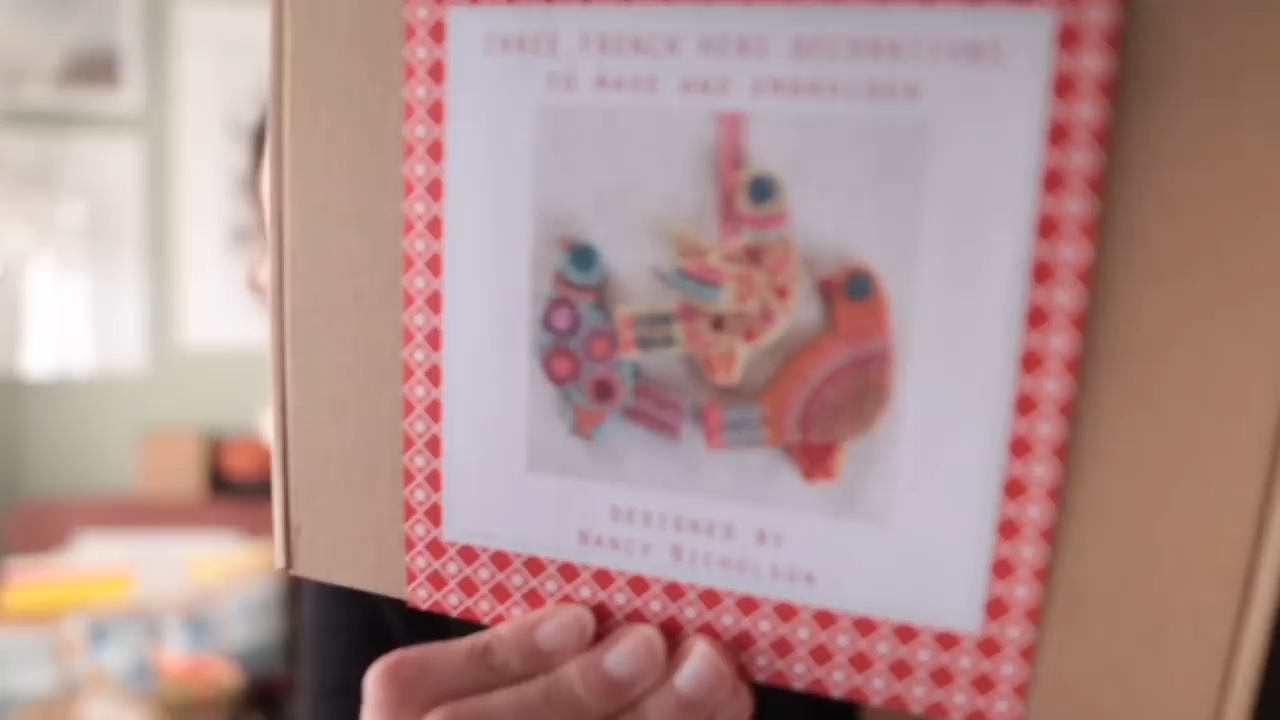 THREE FRENCH HENS DECORATIONS
TO MAKE AND EMBROIDER
DESIGNED BY
NANCY NICHOLSON